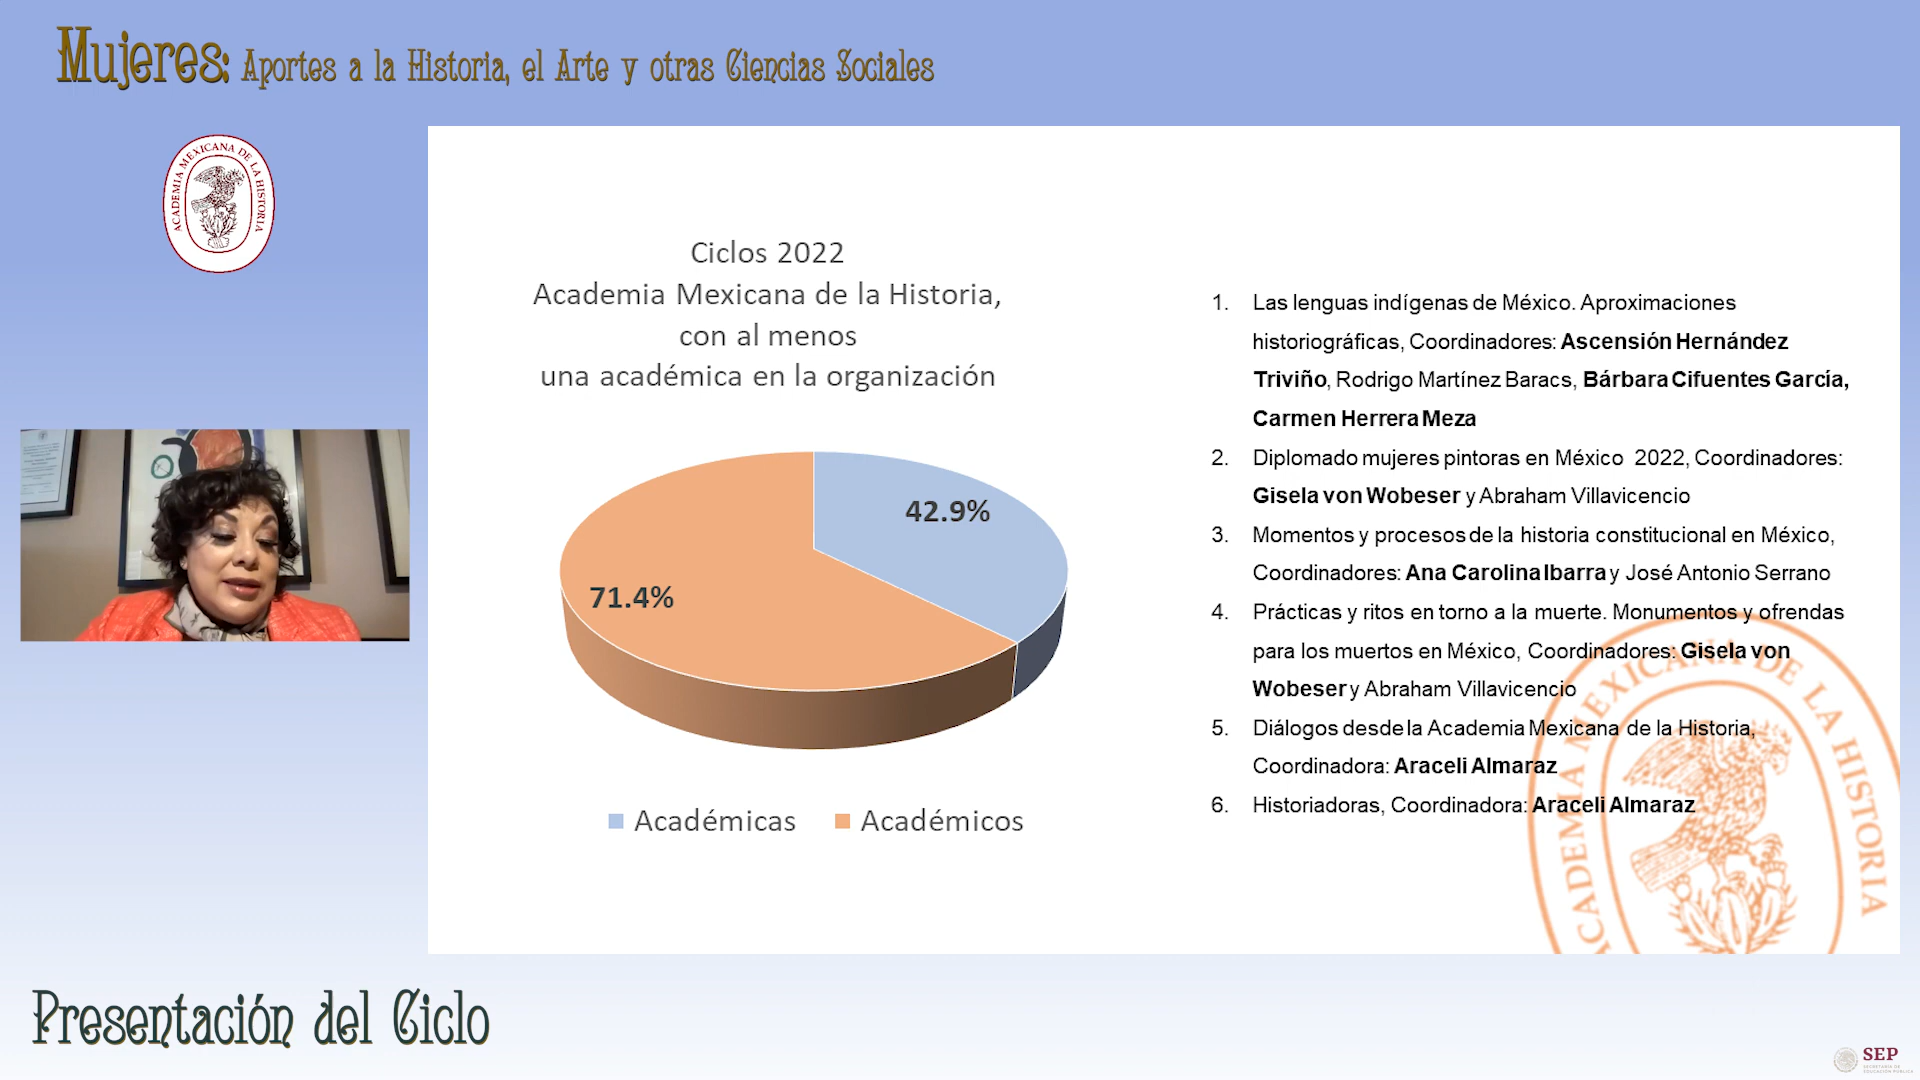 Mujeres: Aportes a la Historia, el Arte y otras Ciencias Sociales
ACADEMIA MEXICANA DE LA HISTORIA
Ciclos 2022
Academia Mexicana de la Historia,
con al menos
una académica en la organización
42.9%
71.4%
Académicas Académicos
1. Las lenguas indígenas de México. Aproximaciones
historiográficas, Coordinadores: Ascensión Hernández
Triviño, Rodrigo Martínez Baracs, Bárbara Cifuentes García,
Carmen Herrera Meza
2. Diplomado mujeres pintoras en México 2022, Coordinadores:
Gisela von Wobeser y Abraham Villavicencio
3. Momentos y procesos de la historia constitucional en México,
Coordinadores: Ana Carolina Ibarra y José Antonio Serrano
4. Prácticas y ritos en torno a la muerte. Monumentos y ofrendas
para los muertos en México, Coordinadores: Gisela von
Wobeser y Abraham Villavicencio
5. Diálogos desde la Academia Mexicana de la Historia,
Coordinadora: Araceli Almaraz
6. Historiadoras, Coordinadora: Araceli Almaraz
ACADEMIA MEXICANA DE LA HISTORIA
Presentación del Ciclo
SEP
SECRETARÍA DE
EDUCACIÓN PÚBLICA